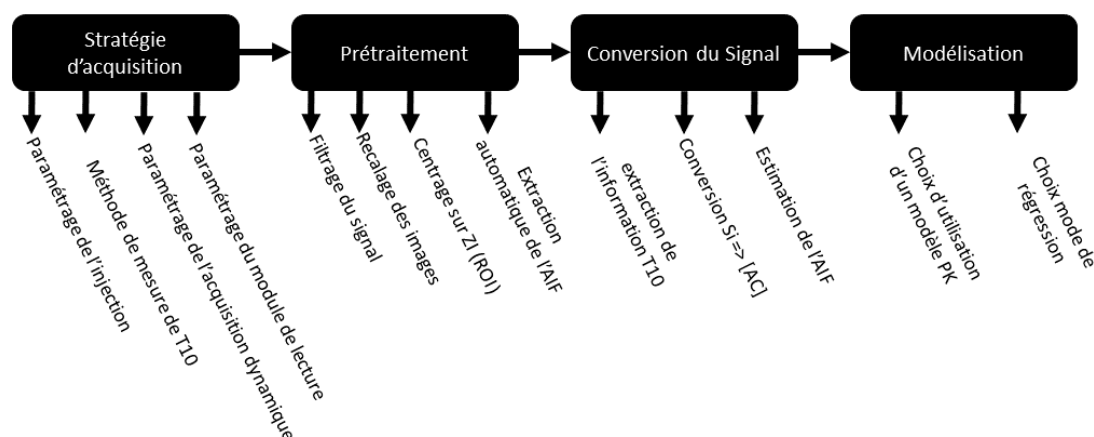 Stratégie
d'acquisition
Prétraitement
Conversion du Signal
Modélisation
Paramétrage de l'injection
Méthode de mesure de T10
Paramétrage de l'acquisition dynamique
Paramétrage du module de lecture
Filtrage du signal
Recalage des images
Centrage sur ZI (ROI)
Extraction
automatique de l'AIF
extraction de
l'information T10
Conversion Si => [AC]
Estimation de l'AIF
Choix d'utilisation
d'un modèle PK
Choix mode de
régression